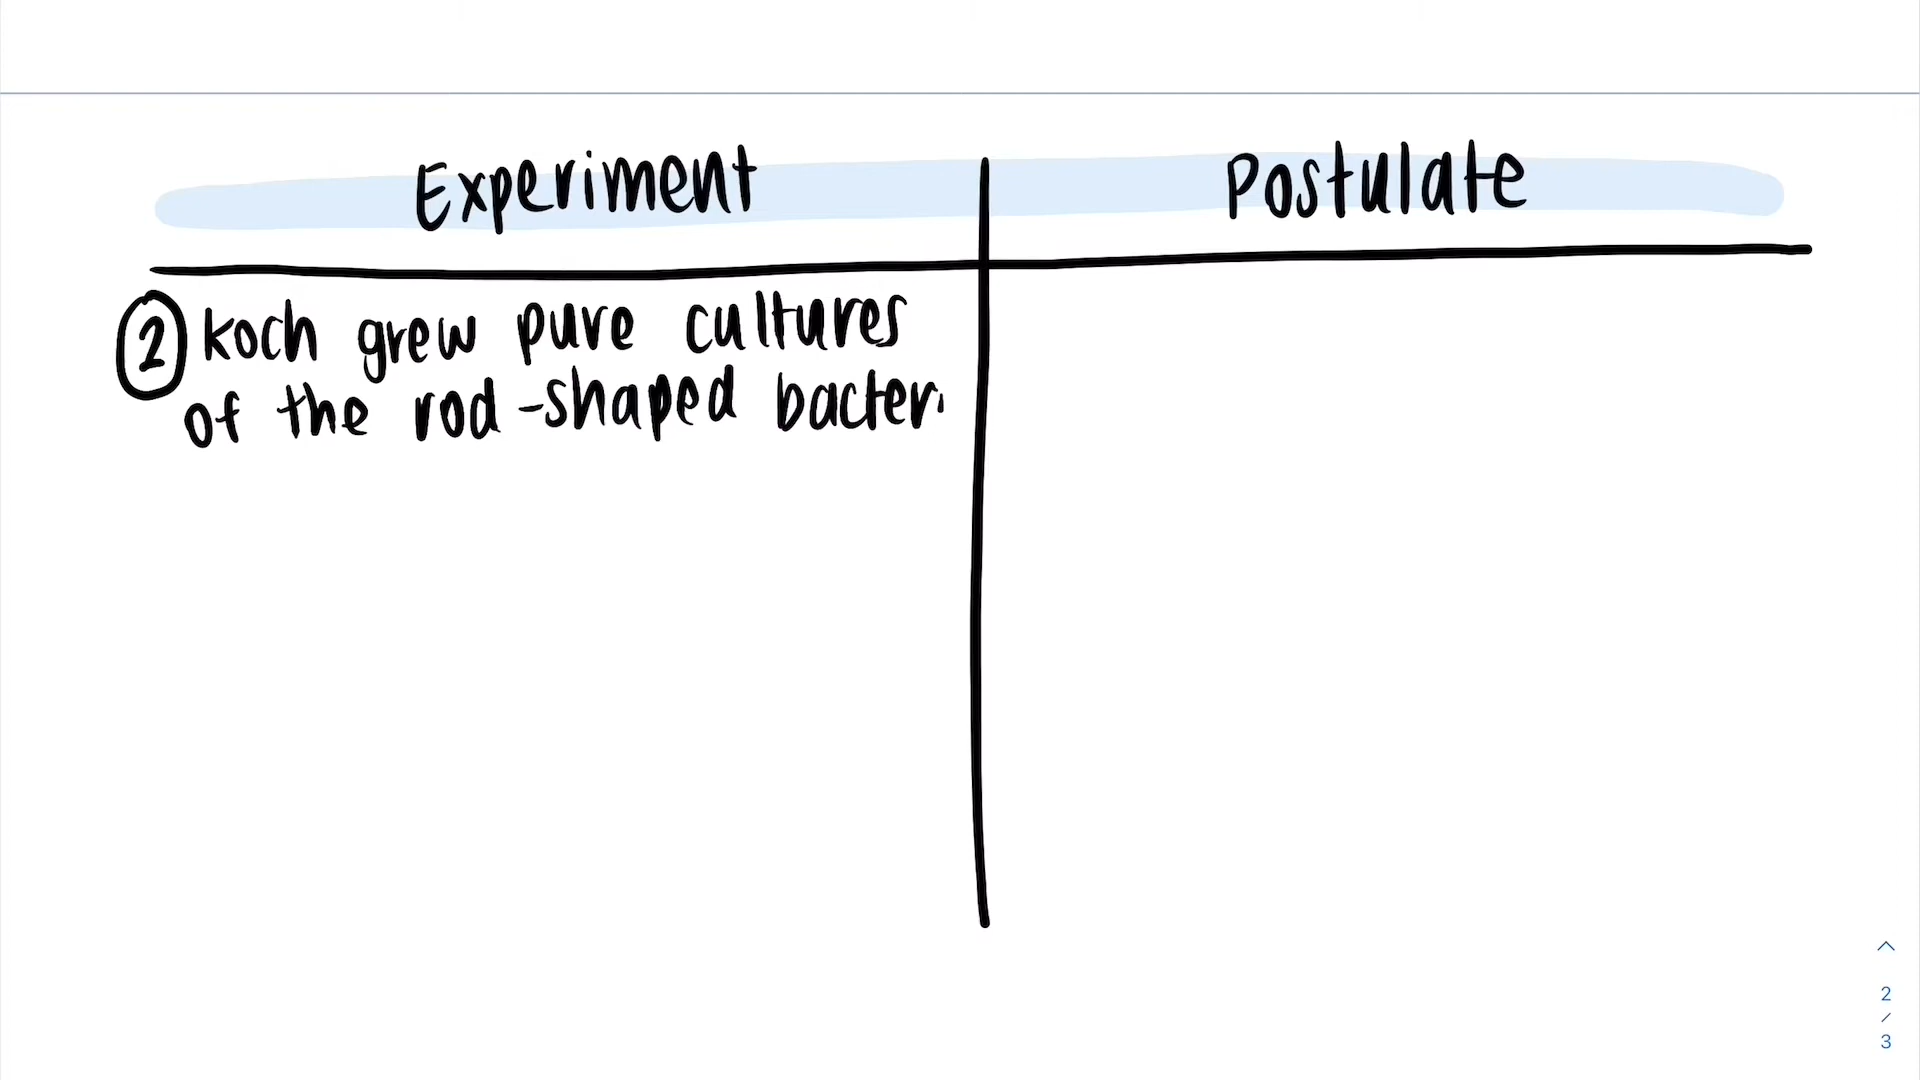 Experiment
Postulate
2 Koch grew pure cultures
of the rod-shaped bacteri
2
/
3